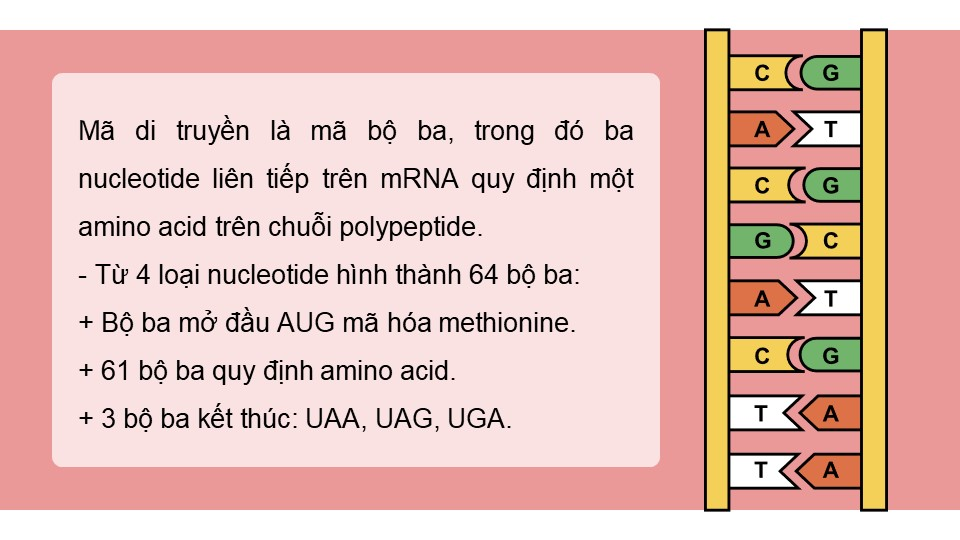 Mã di truyền là mã bộ ba, trong đó ba
nucleotide liên tiếp trên mRNA quy định một
amino acid trên chuỗi polypeptide.
- Từ 4 loại nucleotide hình thành 64 bộ ba:
+ Bộ ba mở đầu AUG mã hóa methionine.
+ 61 bộ ba quy định amino acid.
+ 3 bộ ba kết thúc: UAA, UAG, UGA.
C G
A T
C G
G C
A T
C G
T A
T A